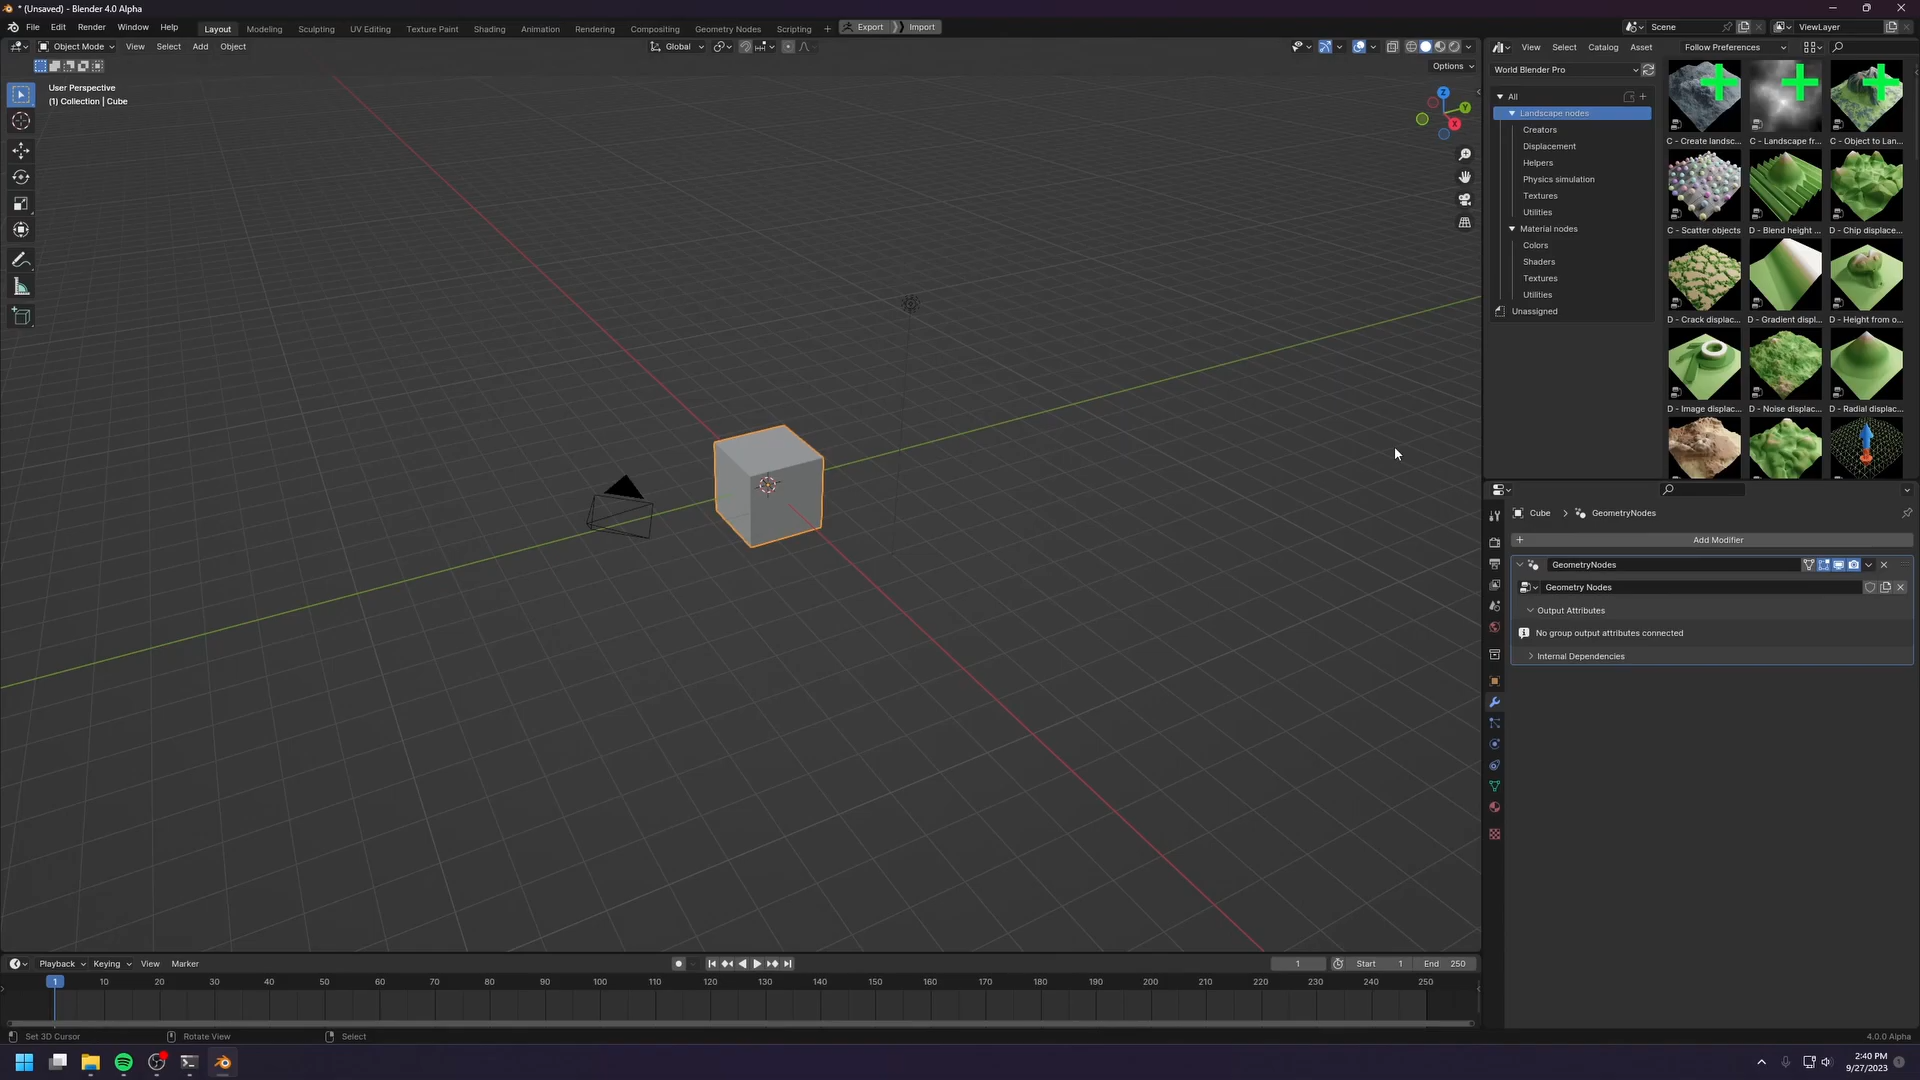 * (Unsaved) - Blender 4.0 Alpha
File Edit Render Window Help
Layout Modeling Sculpting UV Editing Texture Paint Shading Animation Rendering Compositing Geometry Nodes Scripting + Export Import
Scene ViewLayer
Object Mode View Select Add Object
Global
View Select Catalog Asset Follow Preferences
Options
World Blender Pro
User Perspective
(1) Collection | Cube
Z
Y
X
All
Landscape nodes
Creators
Displacement
Helpers
Physics simulation
Textures
Utilities
Material nodes
Colors
Shaders
Textures
Utilities
Unassigned
C - Create landsc... C - Landscape fr... C - Object to Lan...
C - Scatter objects D - Blend height ... D - Chip displace...
D - Crack displac... D - Gradient displ... D - Height from o...
D - Image displac... D - Noise displac... D - Radial displac...
Cube > GeometryNodes
+ Add Modifier
GeometryNodes
Geometry Nodes
Output Attributes
No group output attributes connected
Internal Dependencies
Playback Keying View Marker
1 Start 1 End 250
1 10 20 30 40 50 60 70 80 90 100 110 120 130 140 150 160 170 180 190 200 210 220 230 240 250
Set 3D Cursor Rotate View Select
4.0.0 Alpha
2:40 PM
9/27/2023
1